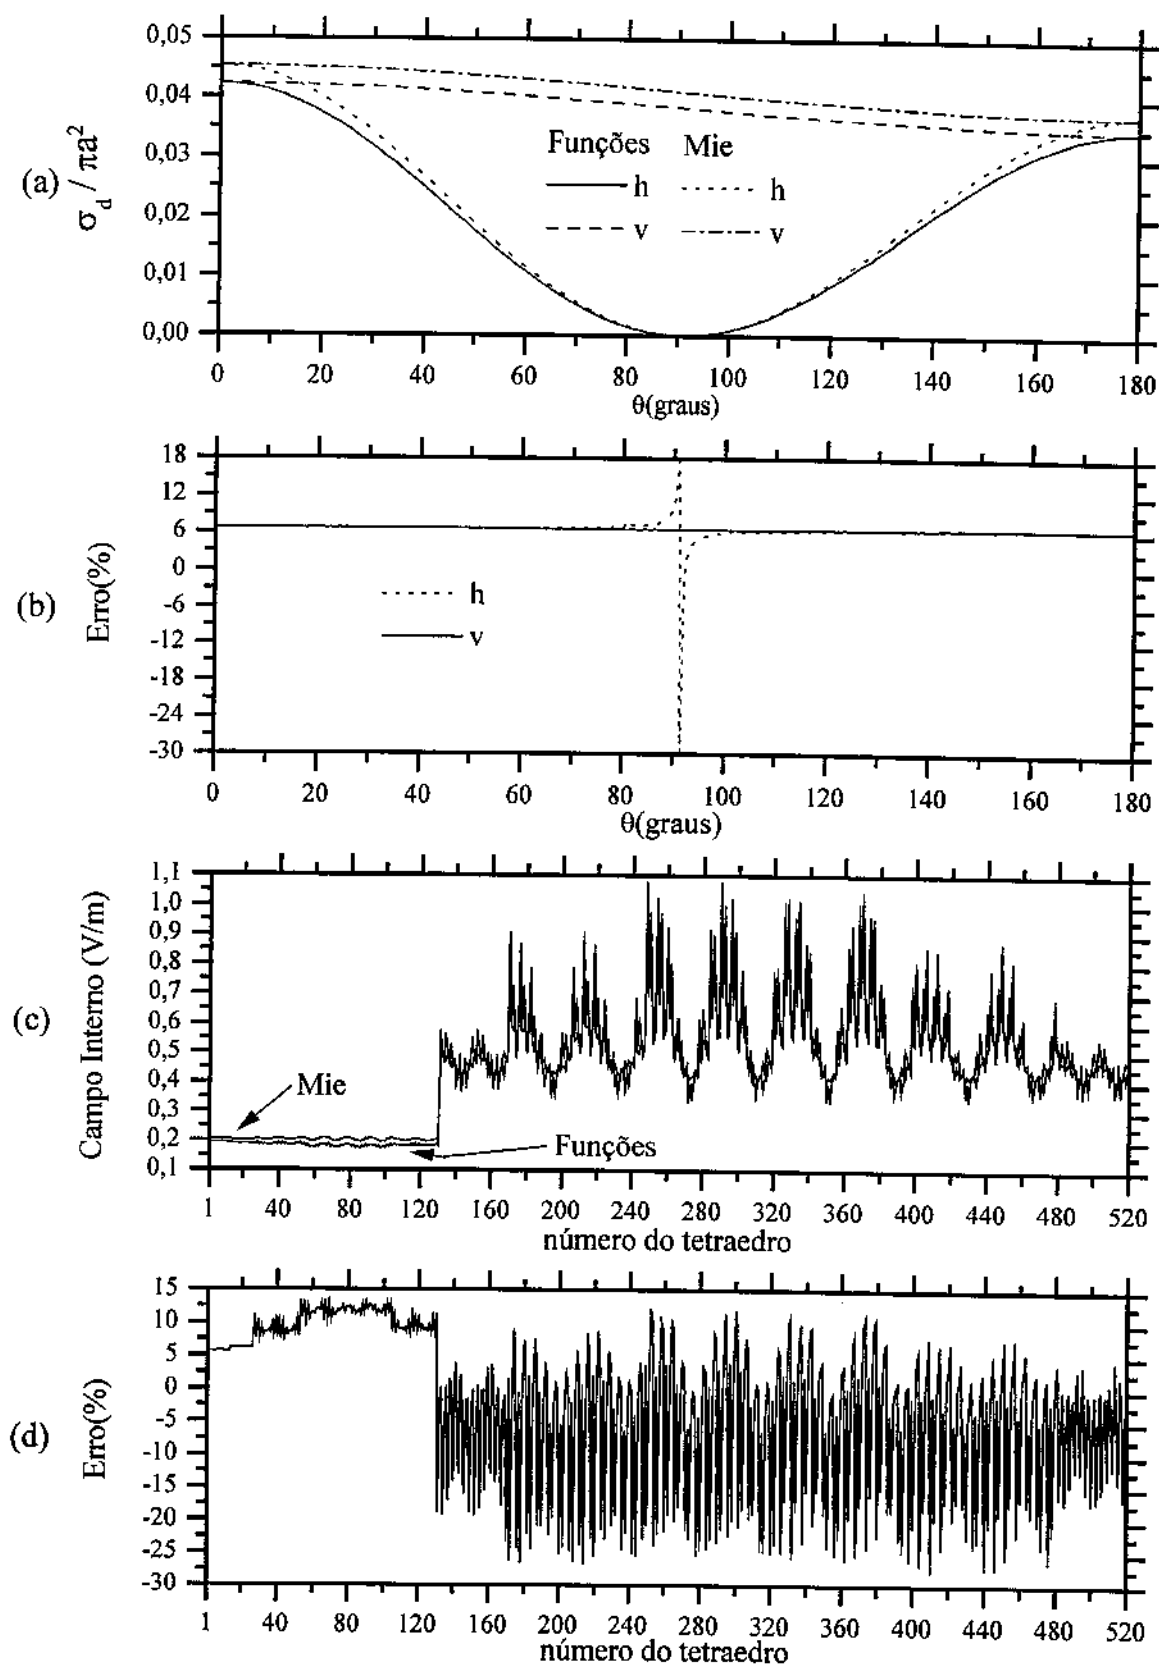 (a)
σd / πa²
0,05
0,04
0,03
0,02
0,01
0,00
Funções Mie
h h
v v
0 20 40 60 80 100 120 140 160 180
θ(graus)
(b)
Erro(%)
18
12
6
0
-6
-12
-18
-24
-30
h
v
0 20 40 60 80 100 120 140 160 180
θ(graus)
(c)
Campo Interno (V/m)
1,1
1,0
0,9
0,8
0,7
0,6
0,5
0,4
0,3
0,2
0,1
Mie
Funções
1 40 80 120 160 200 240 280 320 360 400 440 480 520
número do tetraedro
(d)
Erro(%)
15
10
5
0
-5
-10
-15
-20
-25
-30
1 40 80 120 160 200 240 280 320 360 400 440 480 520
número do tetraedro